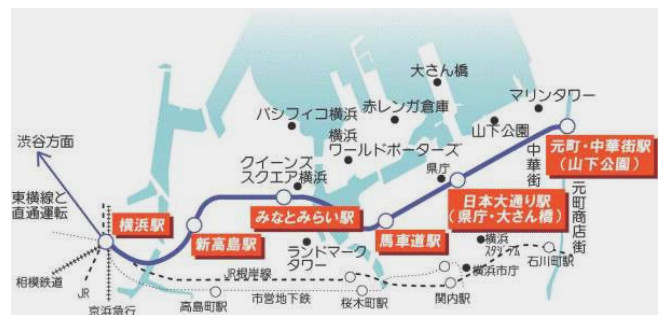 大さん橋
マリンタワー
パシフィコ横浜
赤レンガ倉庫
山下公園
渋谷方面
横浜
ワールドポーターズ
元町・中華街駅
(山下公園)
県庁
中華街
クイーンズ
スクエア横浜
東横線と
直通運転
横浜駅
みなとみらい駅
日本大通り駅
(県庁・大さん橋)
元町商店街
新高島駅
馬車道駅
ランドマーク
タワー
横浜
スタジアム
石川町駅
JR根岸線
横浜市庁
相模鉄道
JR
高島町駅
市営地下鉄
桜木町駅
関内駅
京浜急行